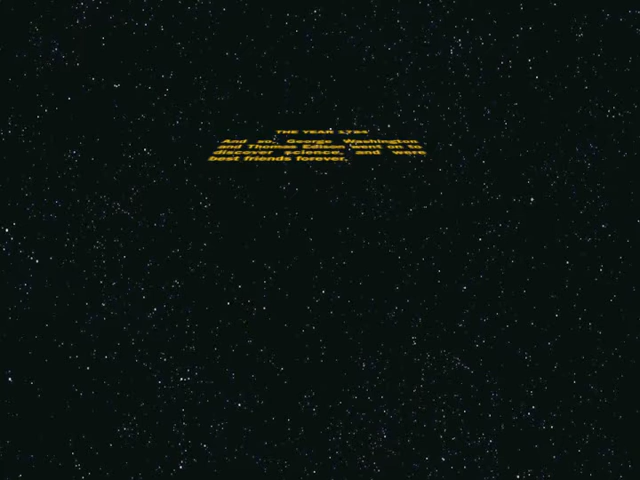 THE YEAR 1784
And so, George Washington
and Thomas Edison went on to
discover science, and were
best friends forever.